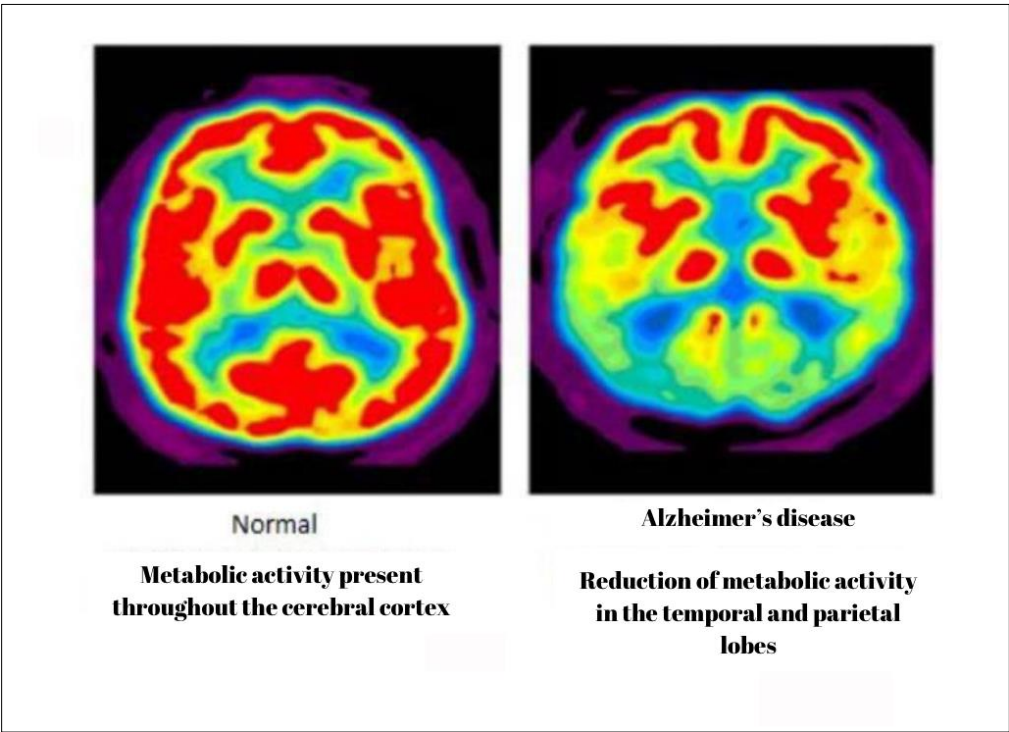 Normal
Metabolic activity present
throughout the cerebral cortex
Alzheimer’s disease
Reduction of metabolic activity
in the temporal and parietal
lobes